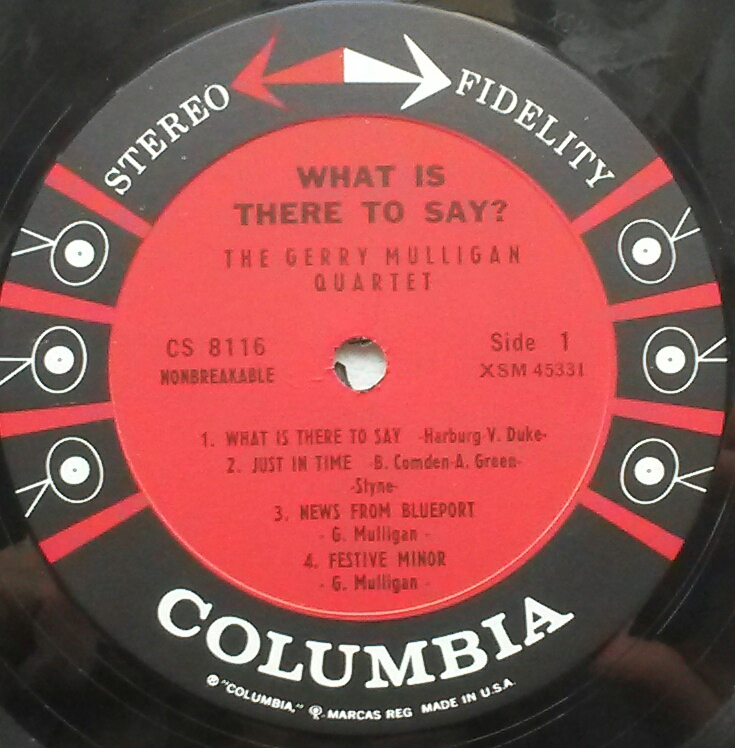 STEREO FIDELITY
WHAT IS
THERE TO SAY?
THE GERRY MULLIGAN
QUARTET
CS 8116
NONBREAKABLE
Side 1
XSM 45331
1. WHAT IS THERE TO SAY -Harburg-V. Duke-
2. JUST IN TIME -B. Comden-A. Green-
-Styne-
3. NEWS FROM BLUEPORT
- G. Mulligan -
4. FESTIVE MINOR
- G. Mulligan -
COLUMBIA
® "COLUMBIA," MARCAS REG MADE IN U.S.A.